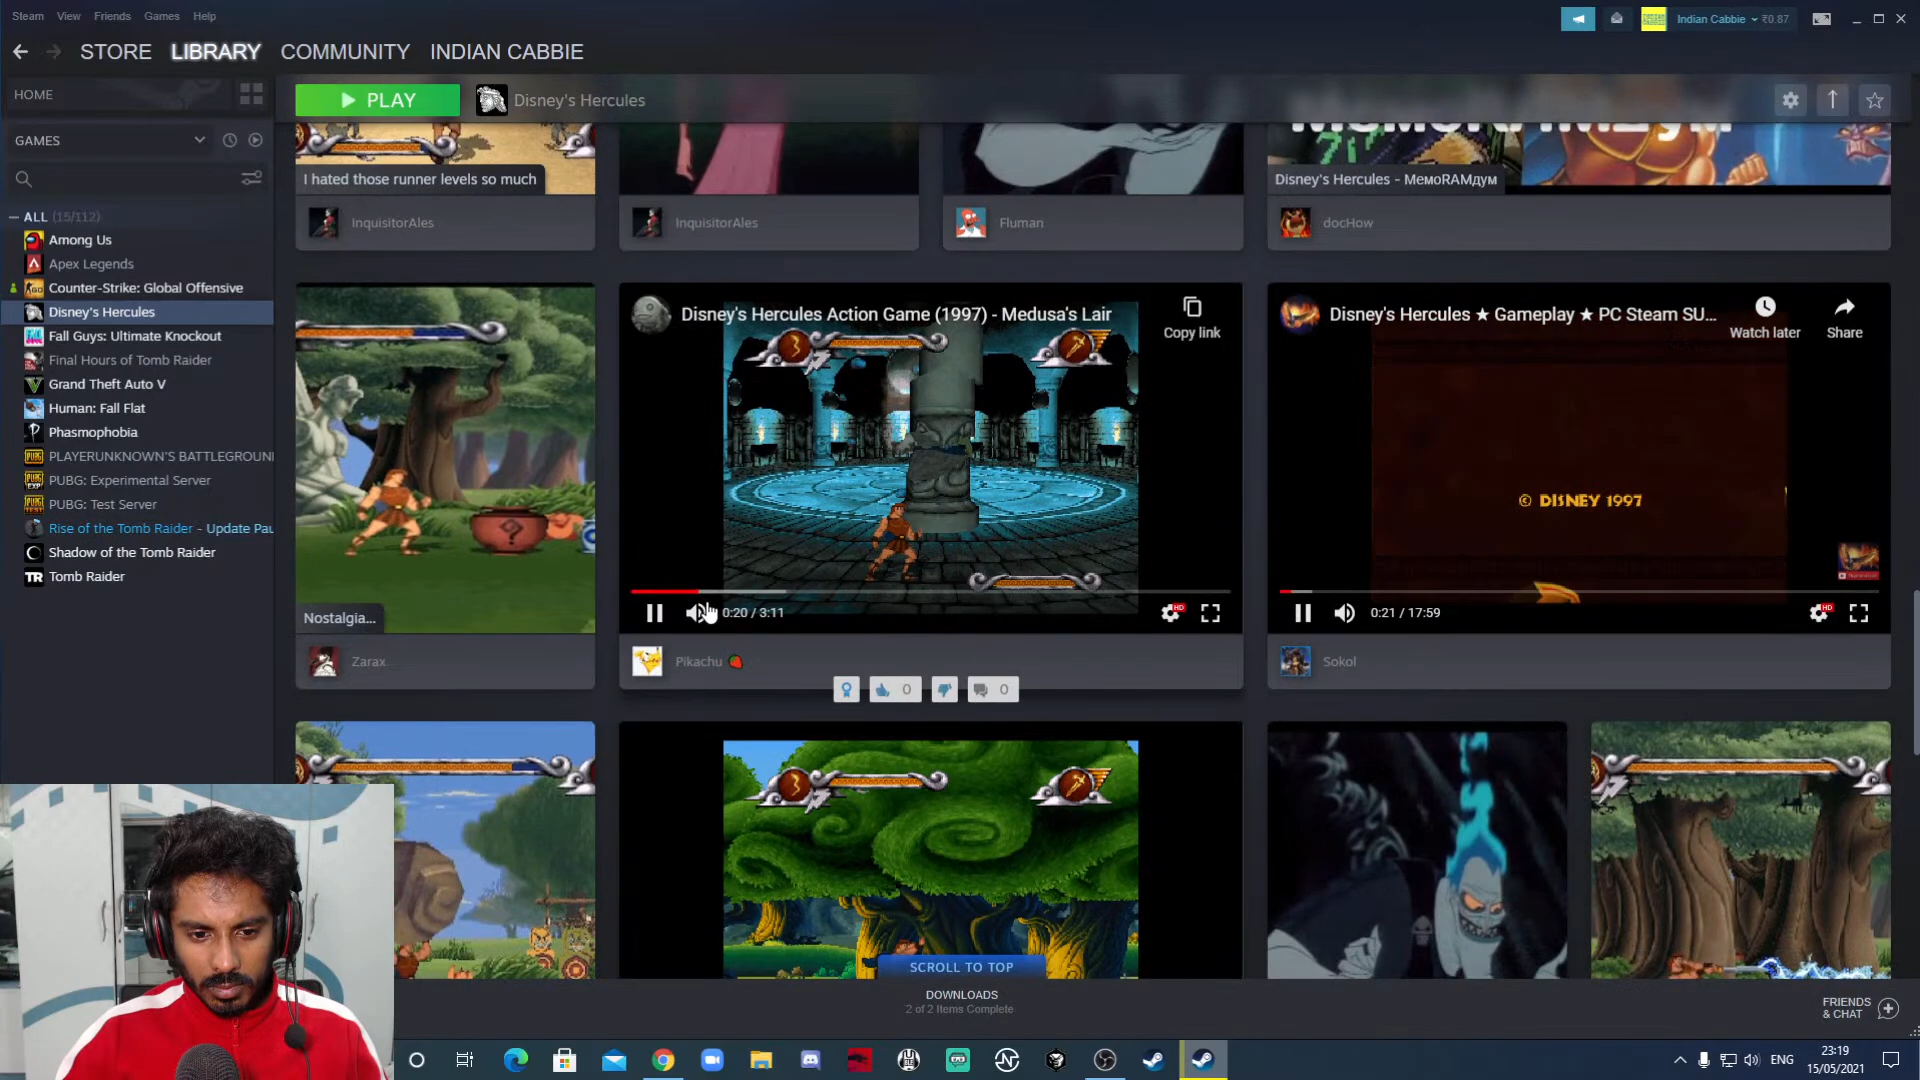 Steam View Friends Games Help
Indian Cabbie ₹0.87
STORE LIBRARY COMMUNITY INDIAN CABBIE
HOME
PLAY
Disney's Hercules
GAMES
I hated those runner levels so much
Disney's Hercules - МемоRAMдум
InquisitorAles
InquisitorAles
Fluman
docHow
ALL (15/112)
Among Us
Apex Legends
Counter-Strike: Global Offensive
Disney's Hercules
Fall Guys: Ultimate Knockout
Final Hours of Tomb Raider
Grand Theft Auto V
Human: Fall Flat
Phasmophobia
PLAYERUNKNOWN'S BATTLEGROUN
PUBG: Experimental Server
PUBG: Test Server
Rise of the Tomb Raider - Update Pau
Shadow of the Tomb Raider
Tomb Raider
Disney's Hercules Action Game (1997) - Medusa's Lair
Copy link
Disney's Hercules ★ Gameplay ★ PC Steam SU...
Watch later
Share
© DISNEY 1997
Nostalgia...
0:20 / 3:11
HD
0:21 / 17:59
HD
Zarax
Pikachu
Sokol
0
0
SCROLL TO TOP
DOWNLOADS
2 of 2 Items Complete
FRIENDS
& CHAT
ENG
23:19
15/05/2021